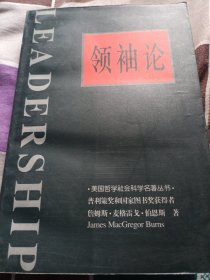 LEADERSHIP
领袖论
·美国哲学社会科学名著丛书·
普利策奖和国家图书奖获得者
詹姆斯·麦格雷戈·伯恩斯 著
James MacGregor Burns